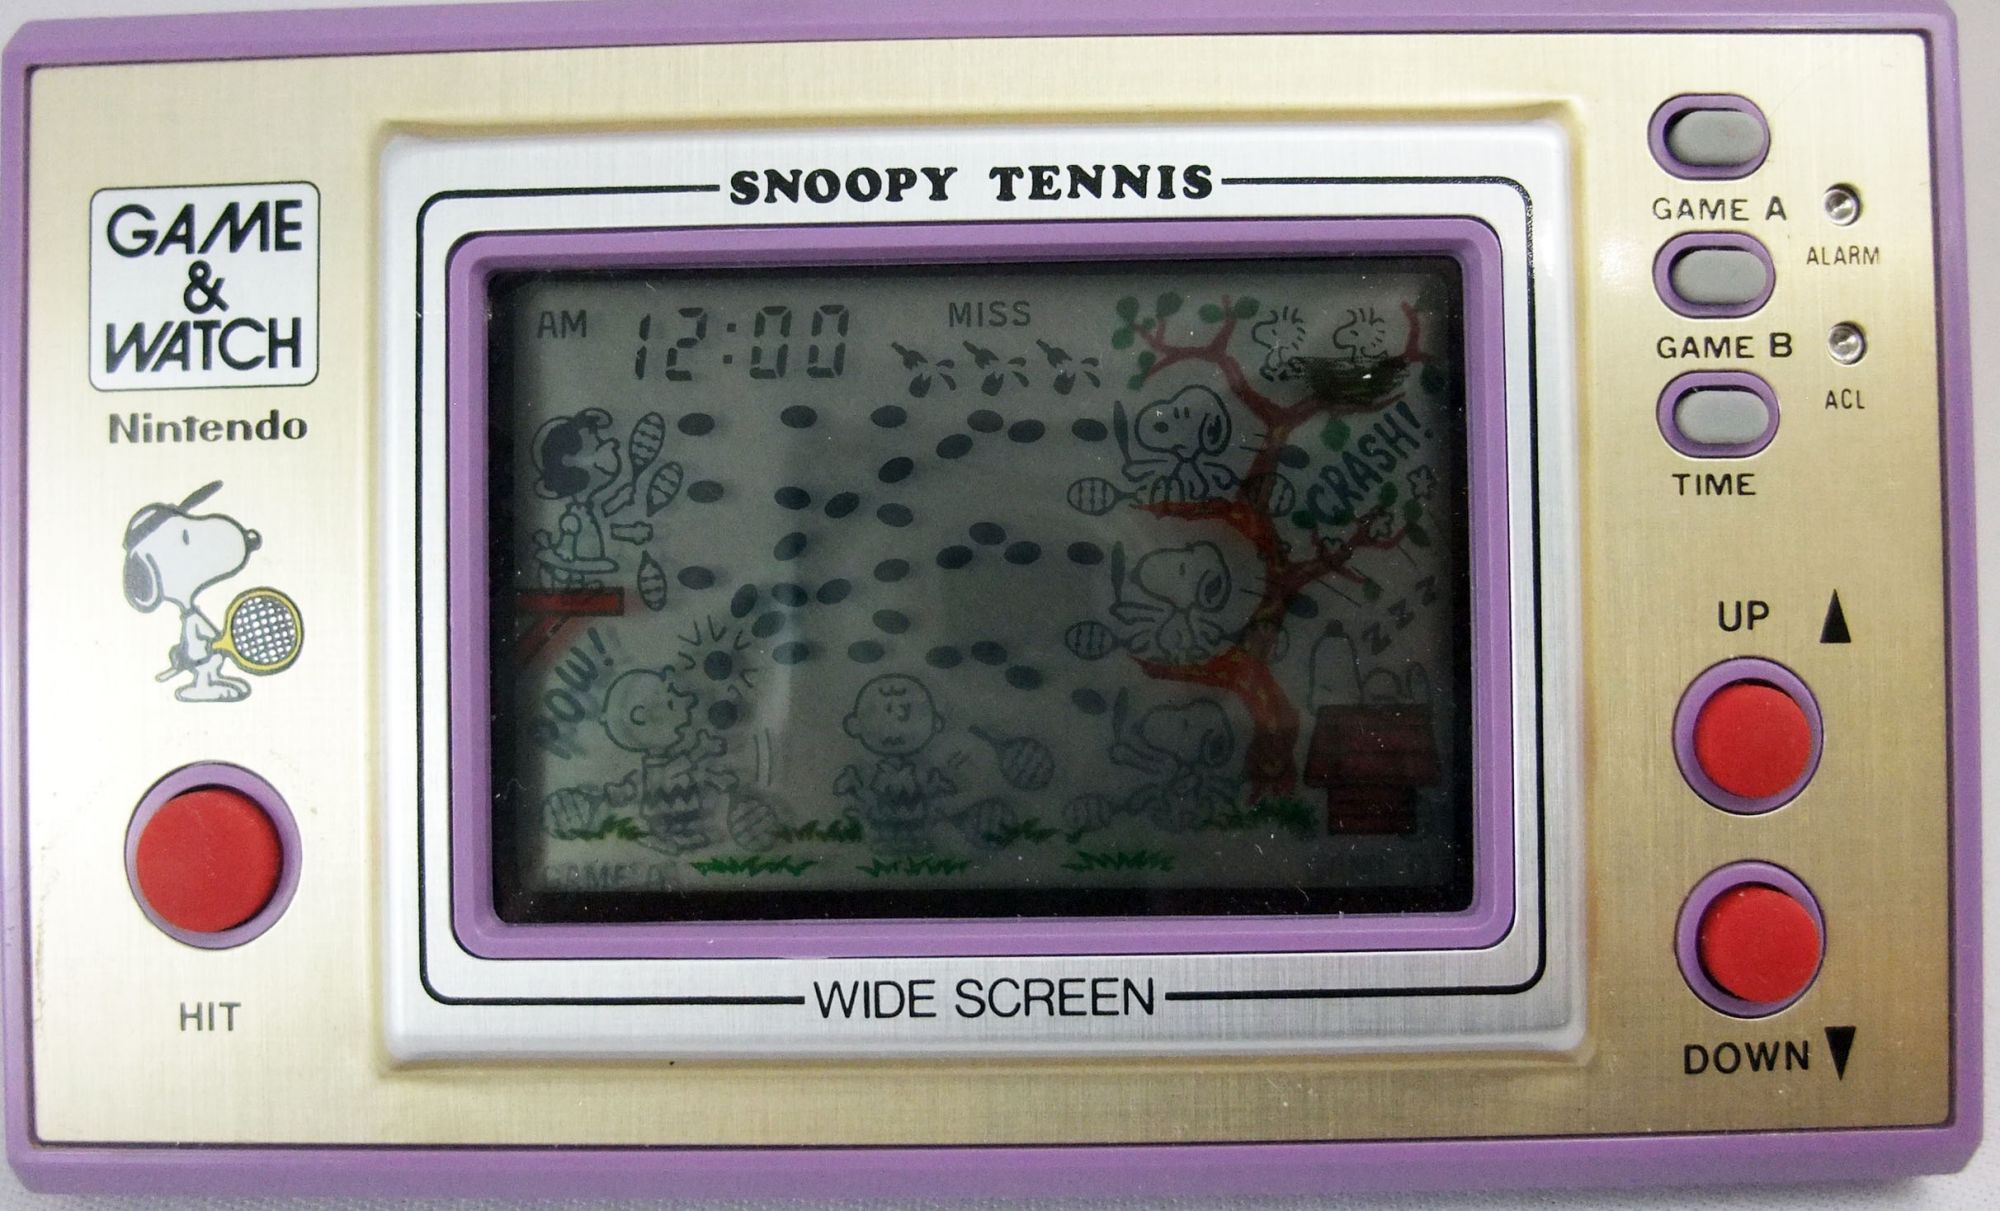 SNOOPY TENNIS
GAME
&
WATCH
Nintendo
HIT
AM 12:00
MISS
CRASH!
POW!
Z Z Z Z
GAME A
WIDE SCREEN
GAME A
ALARM
GAME B
ACL
TIME
UP
DOWN